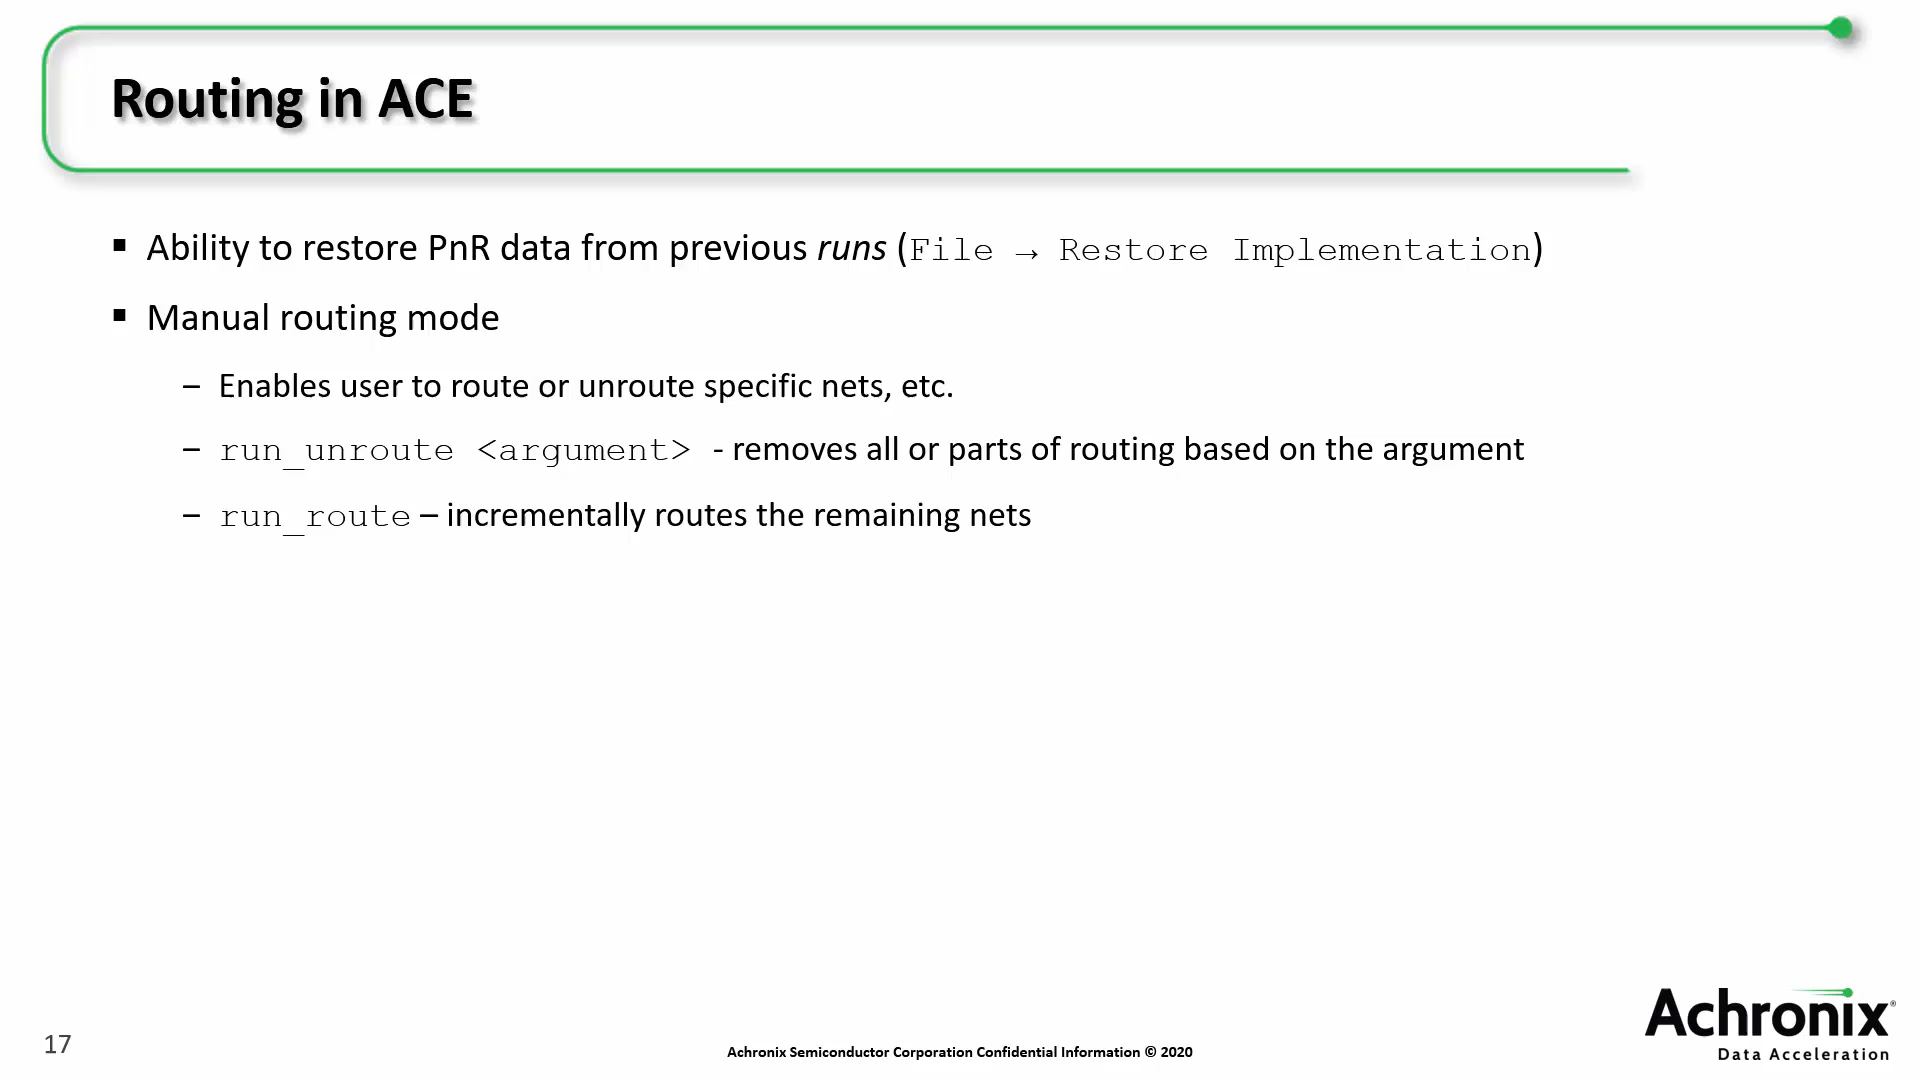 Routing in ACE
▪ Ability to restore PnR data from previous runs (File → Restore Implementation)
▪ Manual routing mode
– Enables user to route or unroute specific nets, etc.
– run_unroute <argument> - removes all or parts of routing based on the argument
– run_route – incrementally routes the remaining nets
Achronix®
Data Acceleration
17
Achronix Semiconductor Corporation Confidential Information © 2020